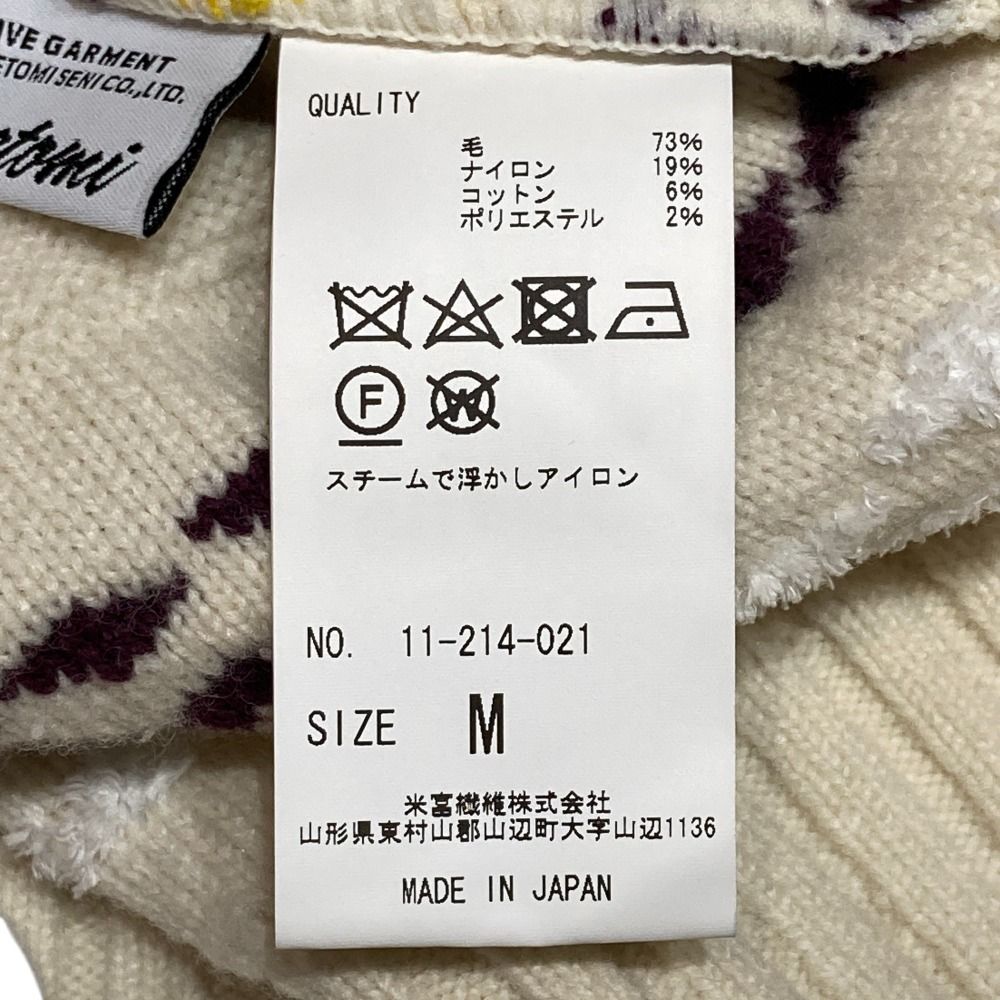 VE GARMENT
ETOMI SENI CO., LTD.
tomi
QUALITY
毛 73%
ナイロン 19%
コットン 6%
ポリエステル 2%
F
W
スチームで浮かしアイロン
NO. 11-214-021
SIZE M
米富繊維株式会社
山形県東村山郡山辺町大字山辺1136
MADE IN JAPAN